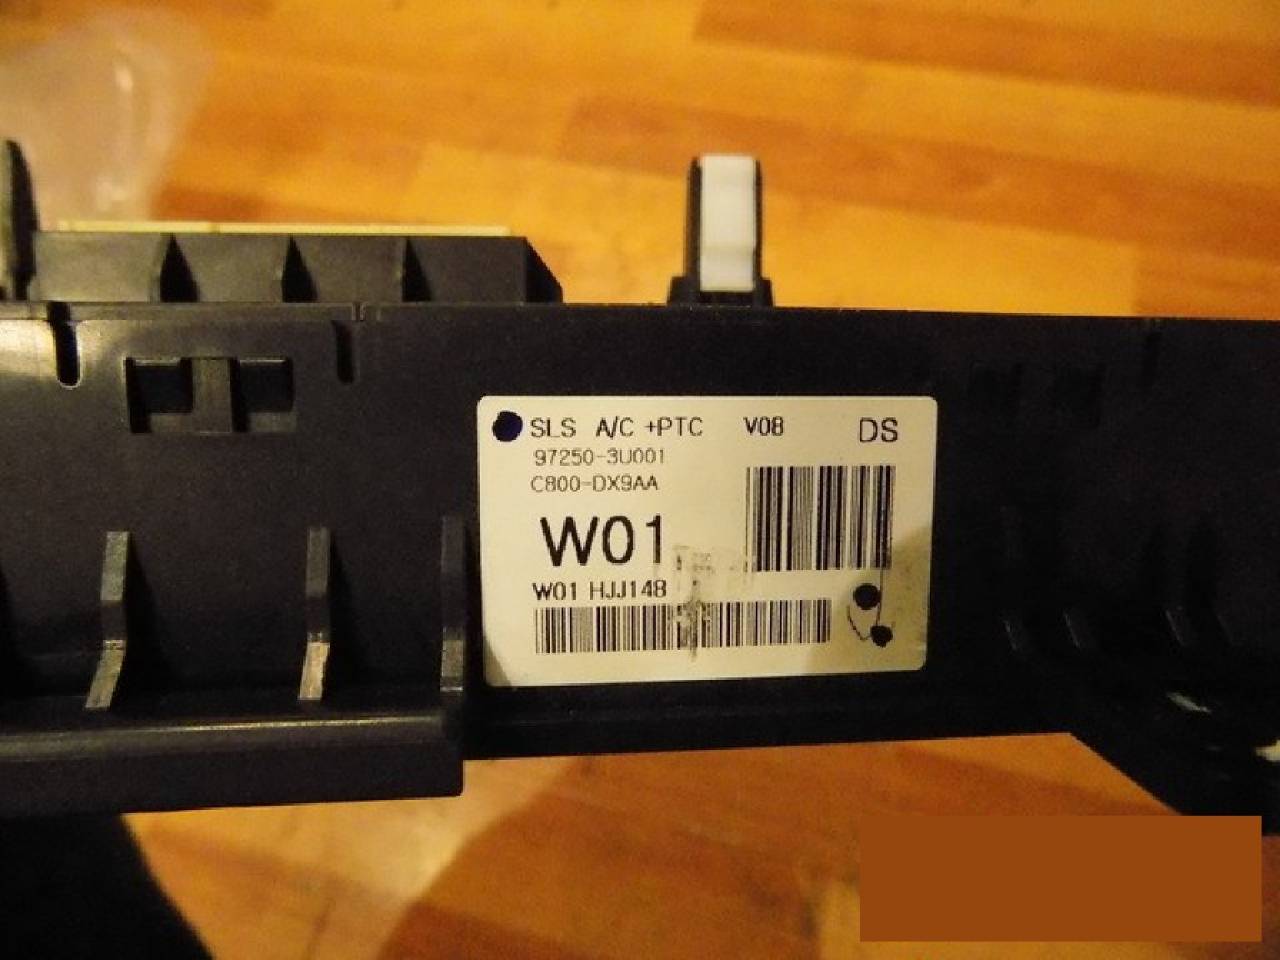 SLS A/C +PTC V08 DS
97250-3U001
C800-DX9AA
W01
W01 HJJ148